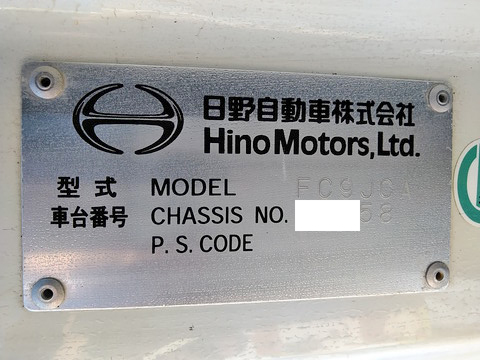 日野自動車株式会社
Hino Motors, Ltd.
型式 MODEL FC9JCA
車台番号 CHASSIS NO. 58
P.S. CODE